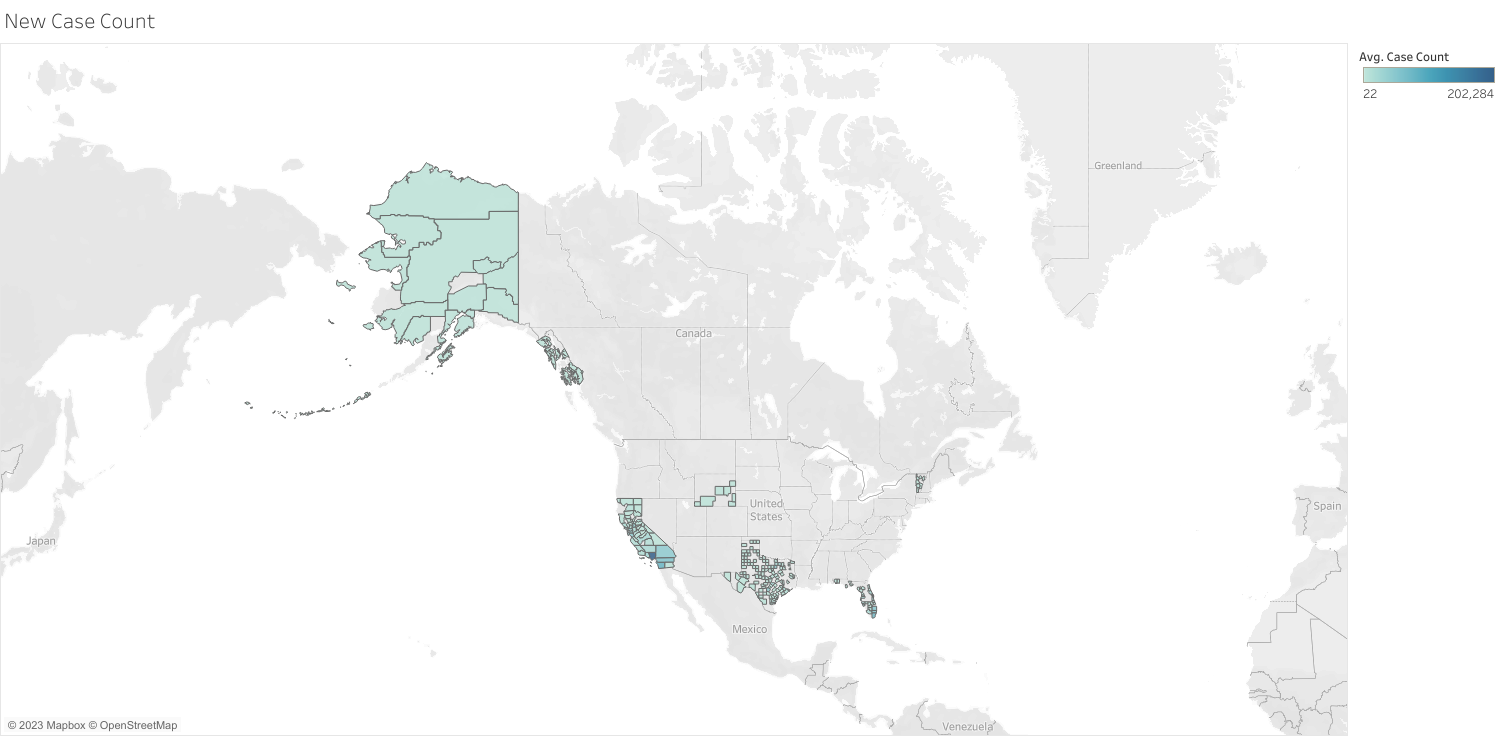 New Case Count
Avg. Case Count
22
202,284
Greenland
Canada
United
States
Spain
Japan
Mexico
© 2023 Mapbox © OpenStreetMap
Venezuela